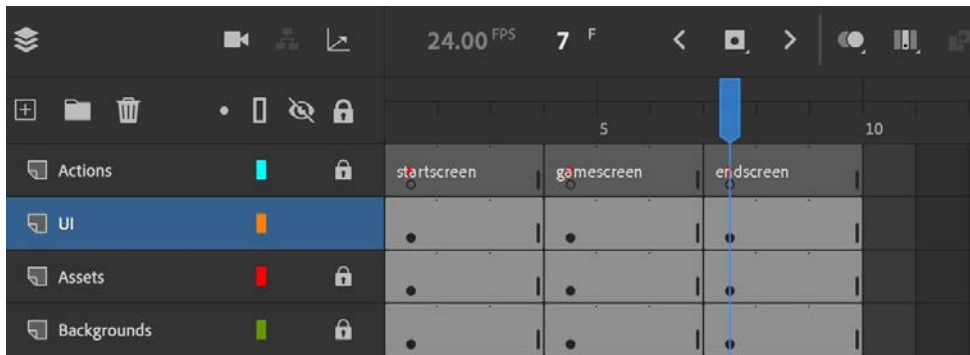 24.00 FPS 7 F
5 10
Actions startscreen gamescreen endscreen
UI
Assets
Backgrounds